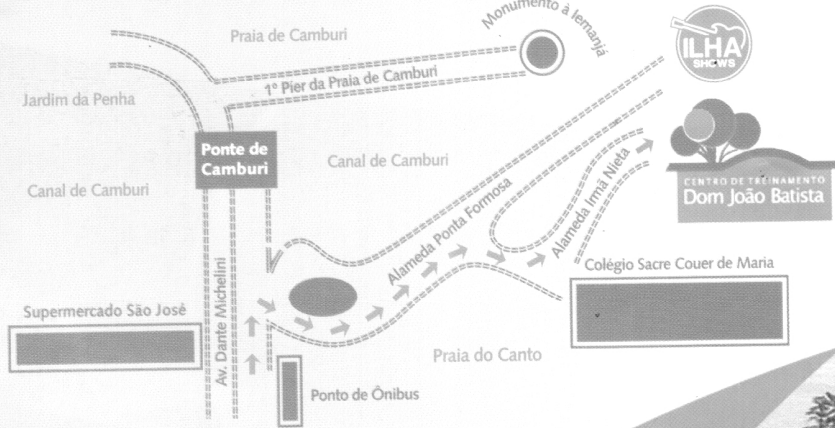 Monumento à Iemanjá
Praia de Camburi
ILHA
SHOWS
1º Pier da Praia de Camburi
Jardim da Penha
Ponte de
Camburi
Canal de Camburi
Canal de Camburi
CENTRO DE TREINAMENTO
Dom João Batista
Alameda Ponta Formosa
Alameda Irmã Nieta
Colégio Sacre Couer de Maria
Supermercado São José
Av. Dante Michelini
Praia do Canto
Ponto de Ônibus